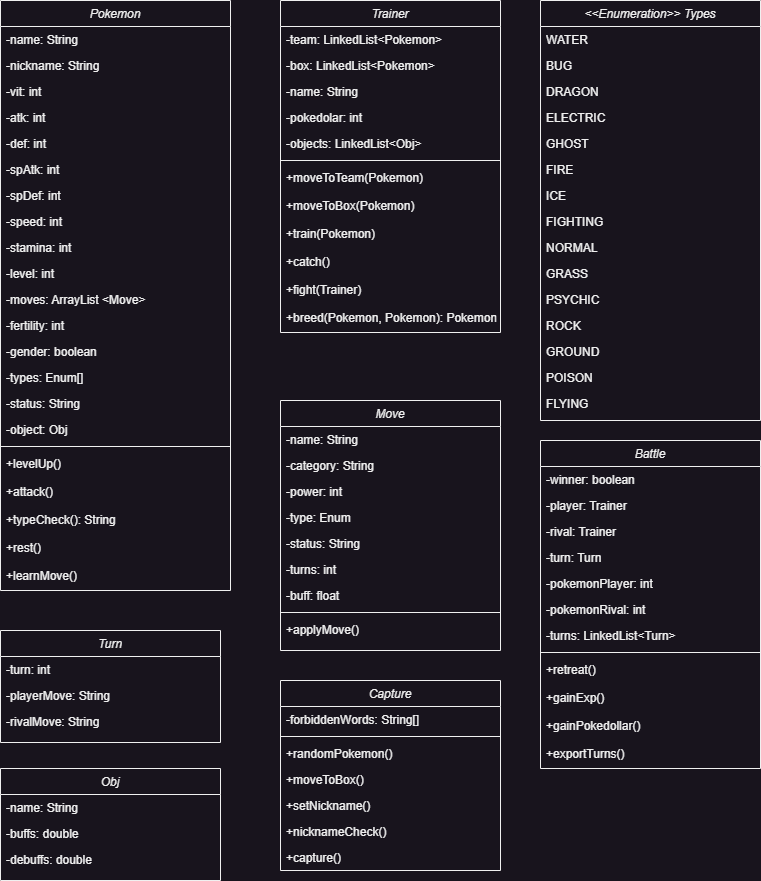 Pokemon
-name: String
-nickname: String
-vit: int
-atk: int
-def: int
-spAtk: int
-spDef: int
-speed: int
-stamina: int
-level: int
-moves: ArrayList <Move>
-fertility: int
-gender: boolean
-types: Enum[]
-status: String
-object: Obj
+levelUp()
+attack()
+typeCheck(): String
+rest()
+learnMove()
Turn
-turn: int
-playerMove: String
-rivalMove: String
Obj
-name: String
-buffs: double
-debuffs: double
Trainer
-team: LinkedList<Pokemon>
-box: LinkedList<Pokemon>
-name: String
-pokedolar: int
-objects: LinkedList<Obj>
+moveToTeam(Pokemon)
+moveToBox(Pokemon)
+train(Pokemon)
+catch()
+fight(Trainer)
+breed(Pokemon, Pokemon): Pokemon
Move
-name: String
-category: String
-power: int
-type: Enum
-status: String
-turns: int
-buff: float
+applyMove()
Capture
-forbiddenWords: String[]
+randomPokemon()
+moveToBox()
+setNickname()
+nicknameCheck()
+capture()
<<Enumeration>> Types
WATER
BUG
DRAGON
ELECTRIC
GHOST
FIRE
ICE
FIGHTING
NORMAL
GRASS
PSYCHIC
ROCK
GROUND
POISON
FLYING
Battle
-winner: boolean
-player: Trainer
-rival: Trainer
-turn: Turn
-pokemonPlayer: int
-pokemonRival: int
-turns: LinkedList<Turn>
+retreat()
+gainExp()
+gainPokedollar()
+exportTurns()